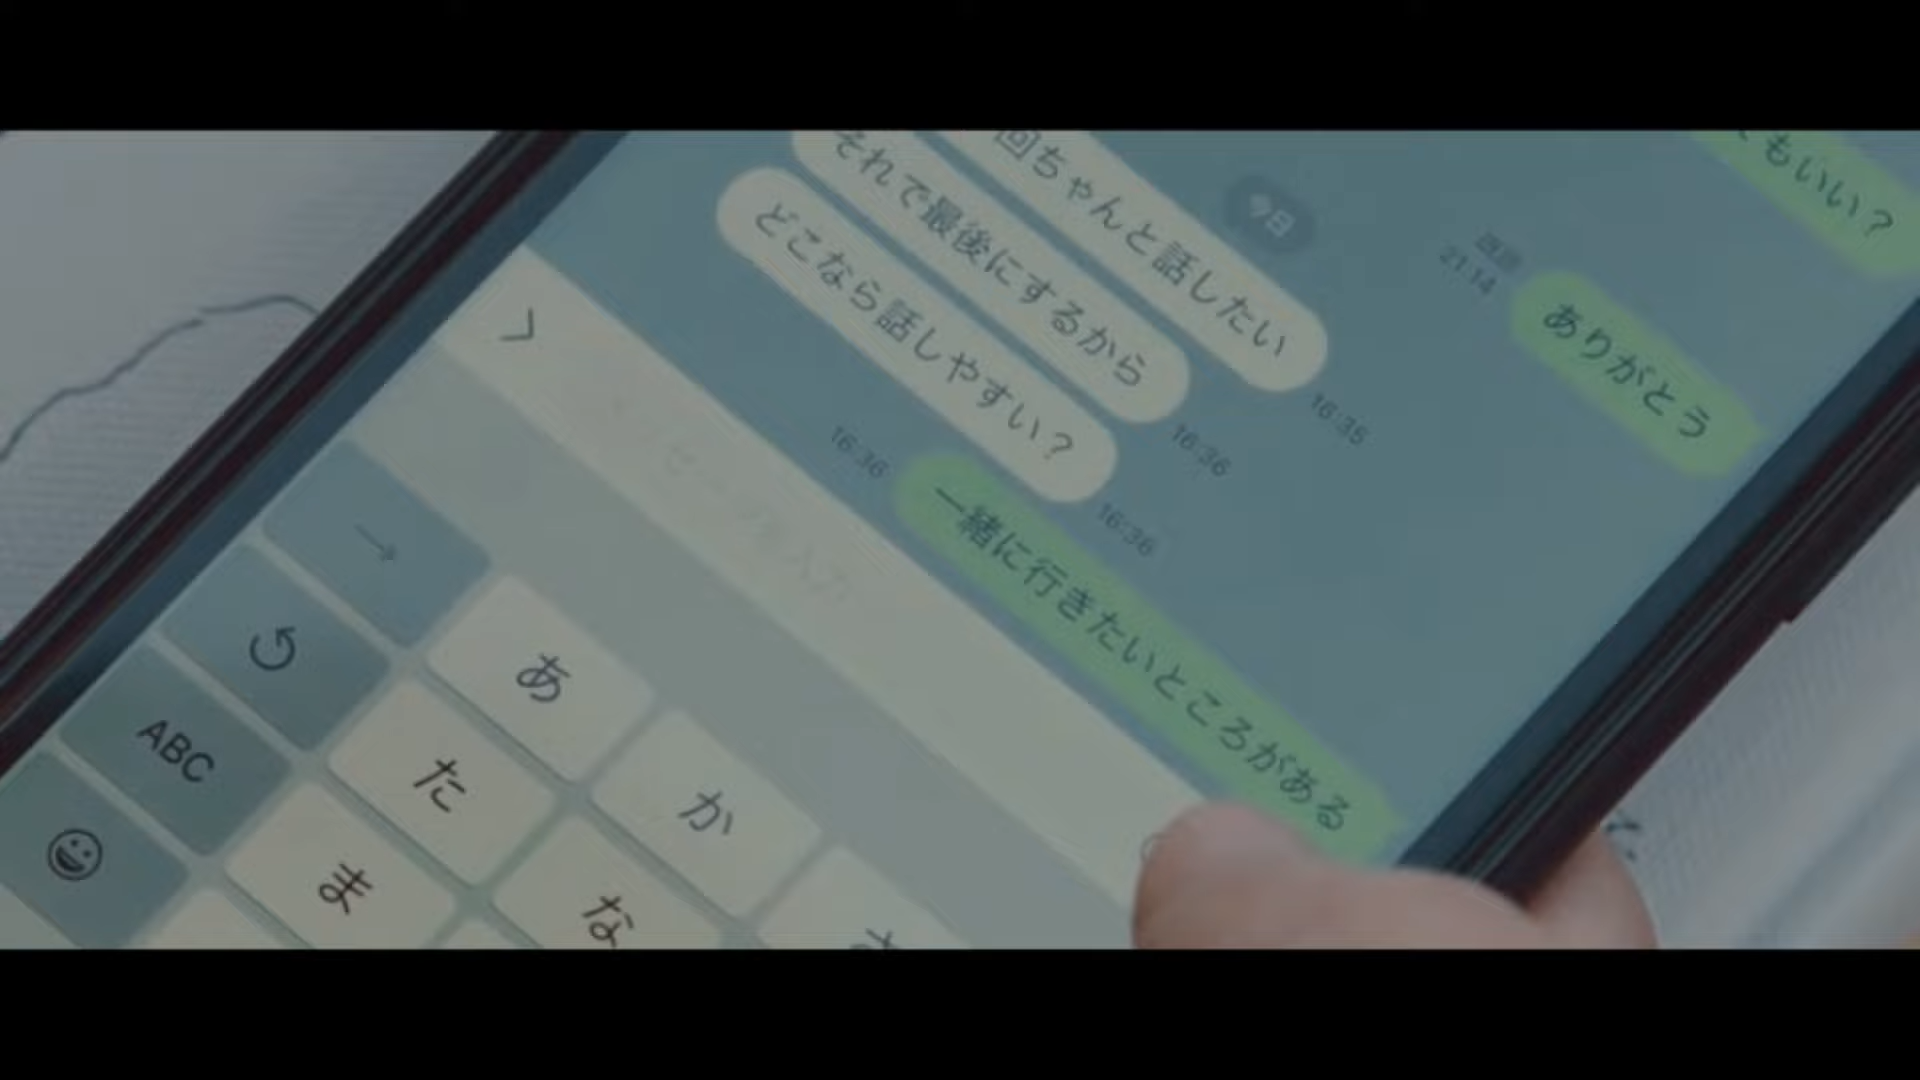 てもいい?
既読
21:14
ありがとう
今日
回ちゃんと話したい
16:35
それで最後にするから
16:36
どこなら話しやすい?
16:36
16:36
一緒に行きたいところがある
→
あ
か
さ
ABC
た
な
ま